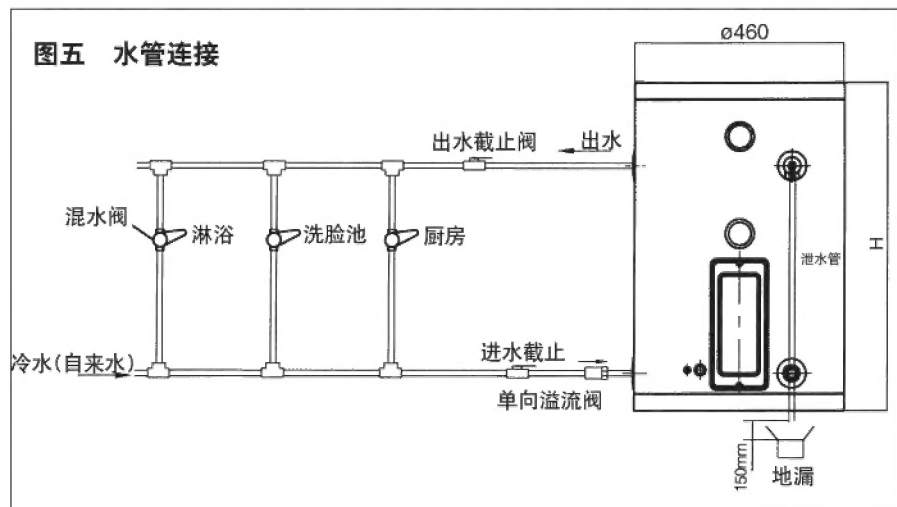 图五 水管连接
ø460
出水截止阀
出水
混水阀
淋浴
洗脸池
厨房
泄水管
H
冷水(自来水)
进水截止
单向溢流阀
150mm
地漏